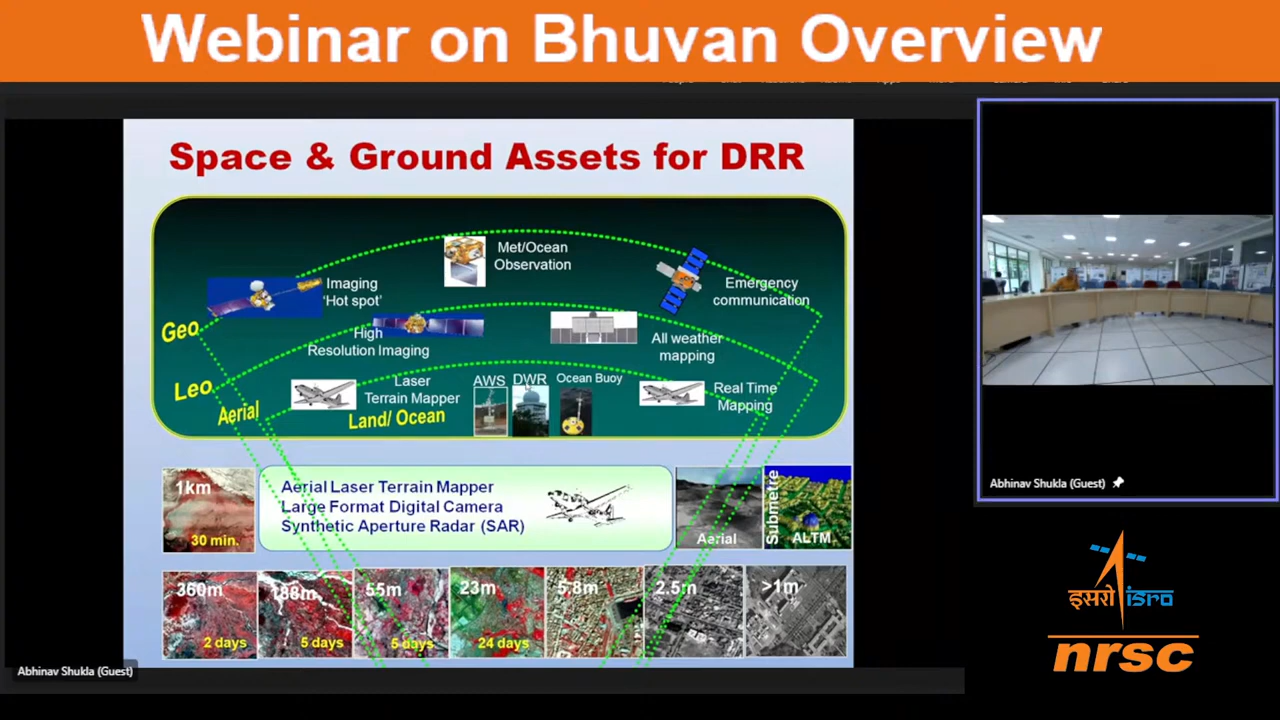 Webinar on Bhuvan Overview
Space & Ground Assets for DRR
Met/Ocean
Observation
Imaging
'Hot spot'
Emergency
communication
Geo
High
Resolution Imaging
All weather
mapping
Leo
Laser
Terrain Mapper
AWS
DWR
Ocean Buoy
Real Time
Mapping
Aerial
Land/ Ocean
1km
30 min.
Aerial Laser Terrain Mapper
Large Format Digital Camera
Synthetic Aperture Radar (SAR)
Aerial
Submetre
ALTM
360m
2 days
188m
5 days
55m
5 days
23m
24 days
5.8m
2.5m
>1m
Abhinav Shukla (Guest)
Abhinav Shukla (Guest)
इसरो isro
nrsc